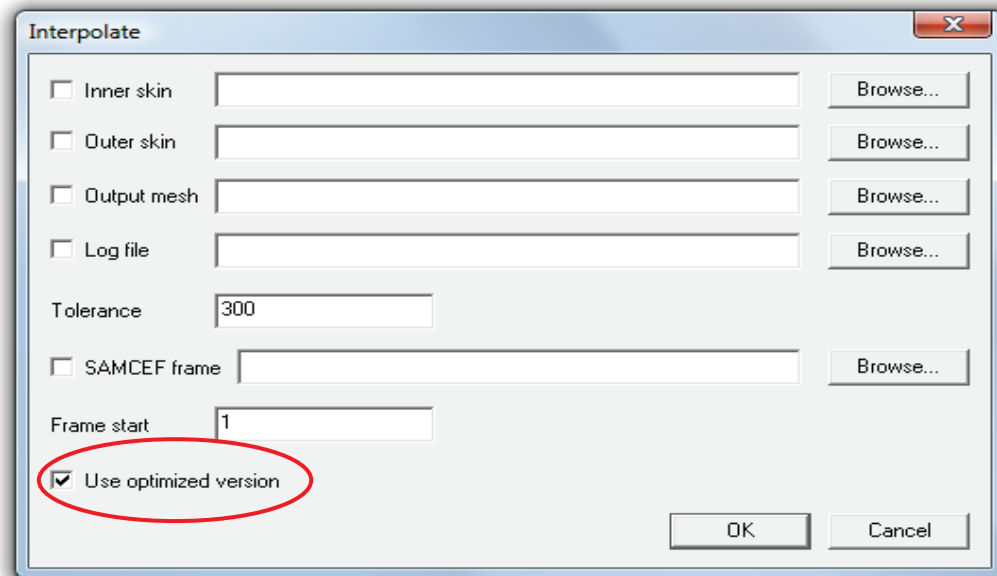 Interpolate
Inner skin Browse...
Outer skin Browse...
Output mesh Browse...
Log file Browse...
Tolerance 300
SAMCEF frame Browse...
Frame start 1
Use optimized version
OK Cancel